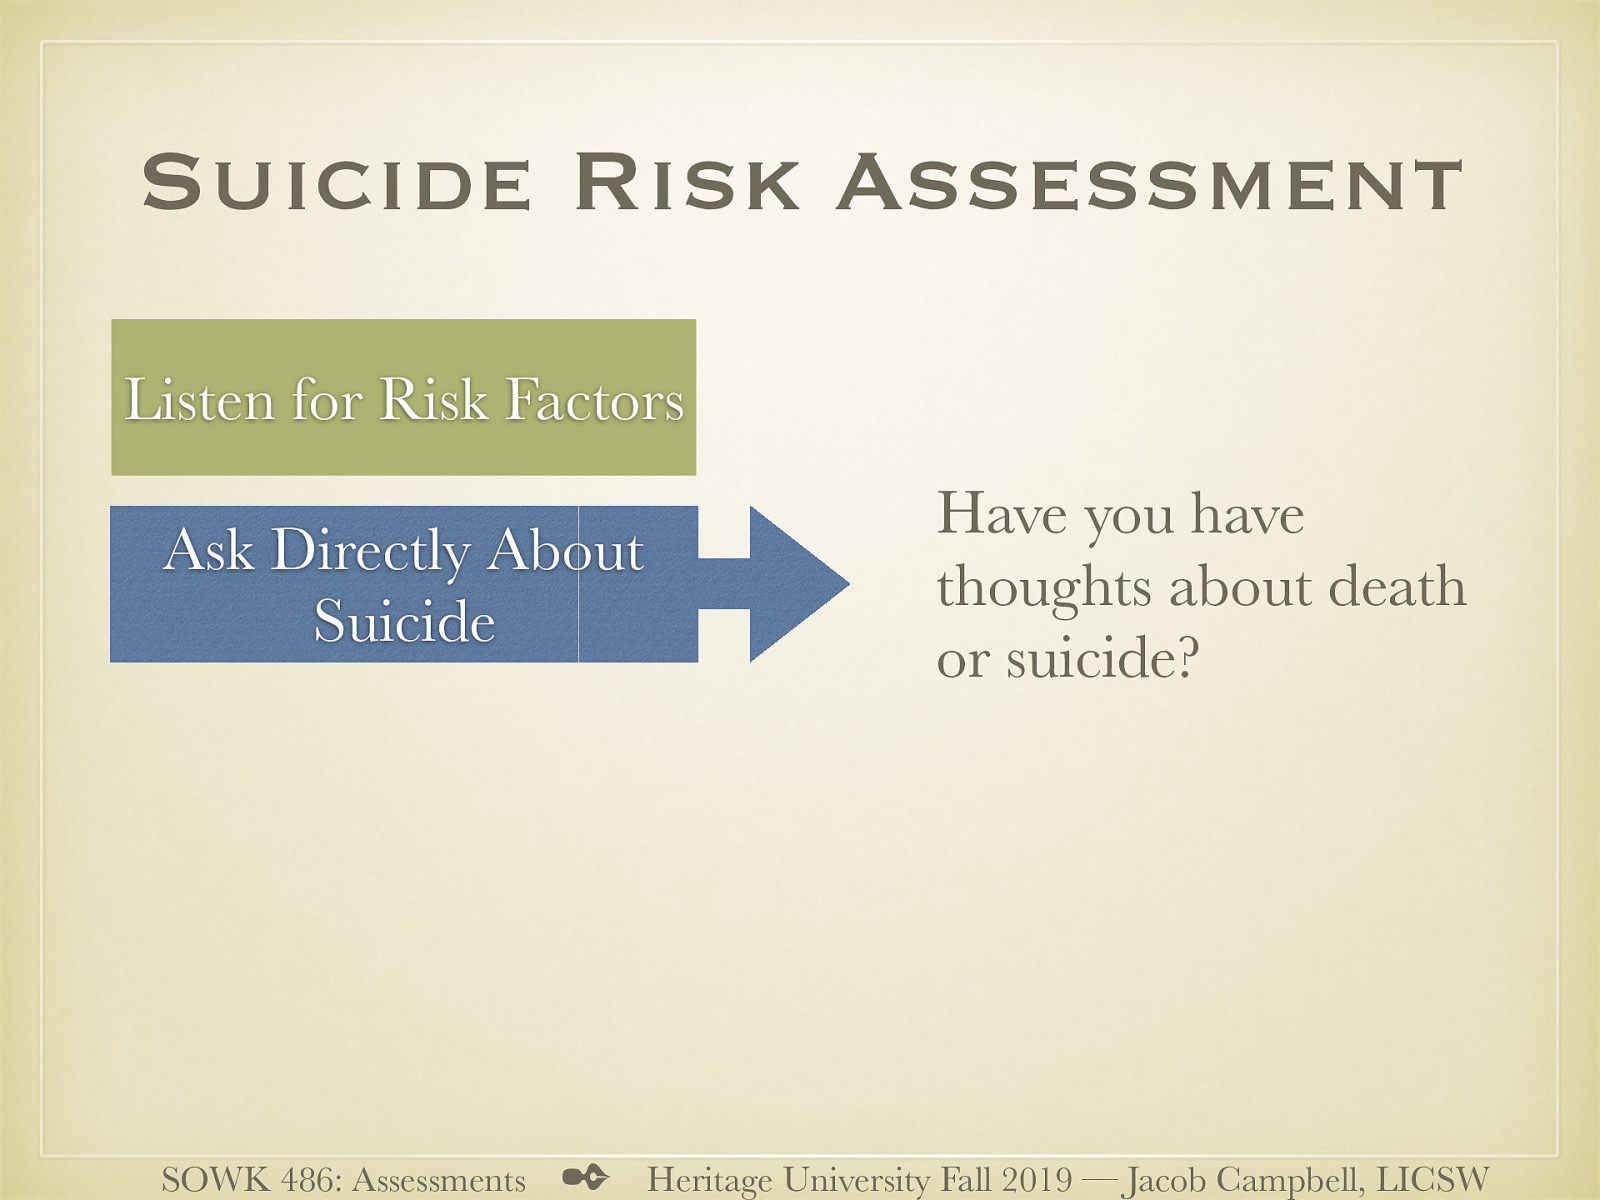 SUICIDE RISK ASSESSMENT
Listen for Risk Factors
Ask Directly About
Suicide
Have you have
thoughts about death
or suicide?
SOWK 486: Assessments ✒ Heritage University Fall 2019 — Jacob Campbell, LICSW